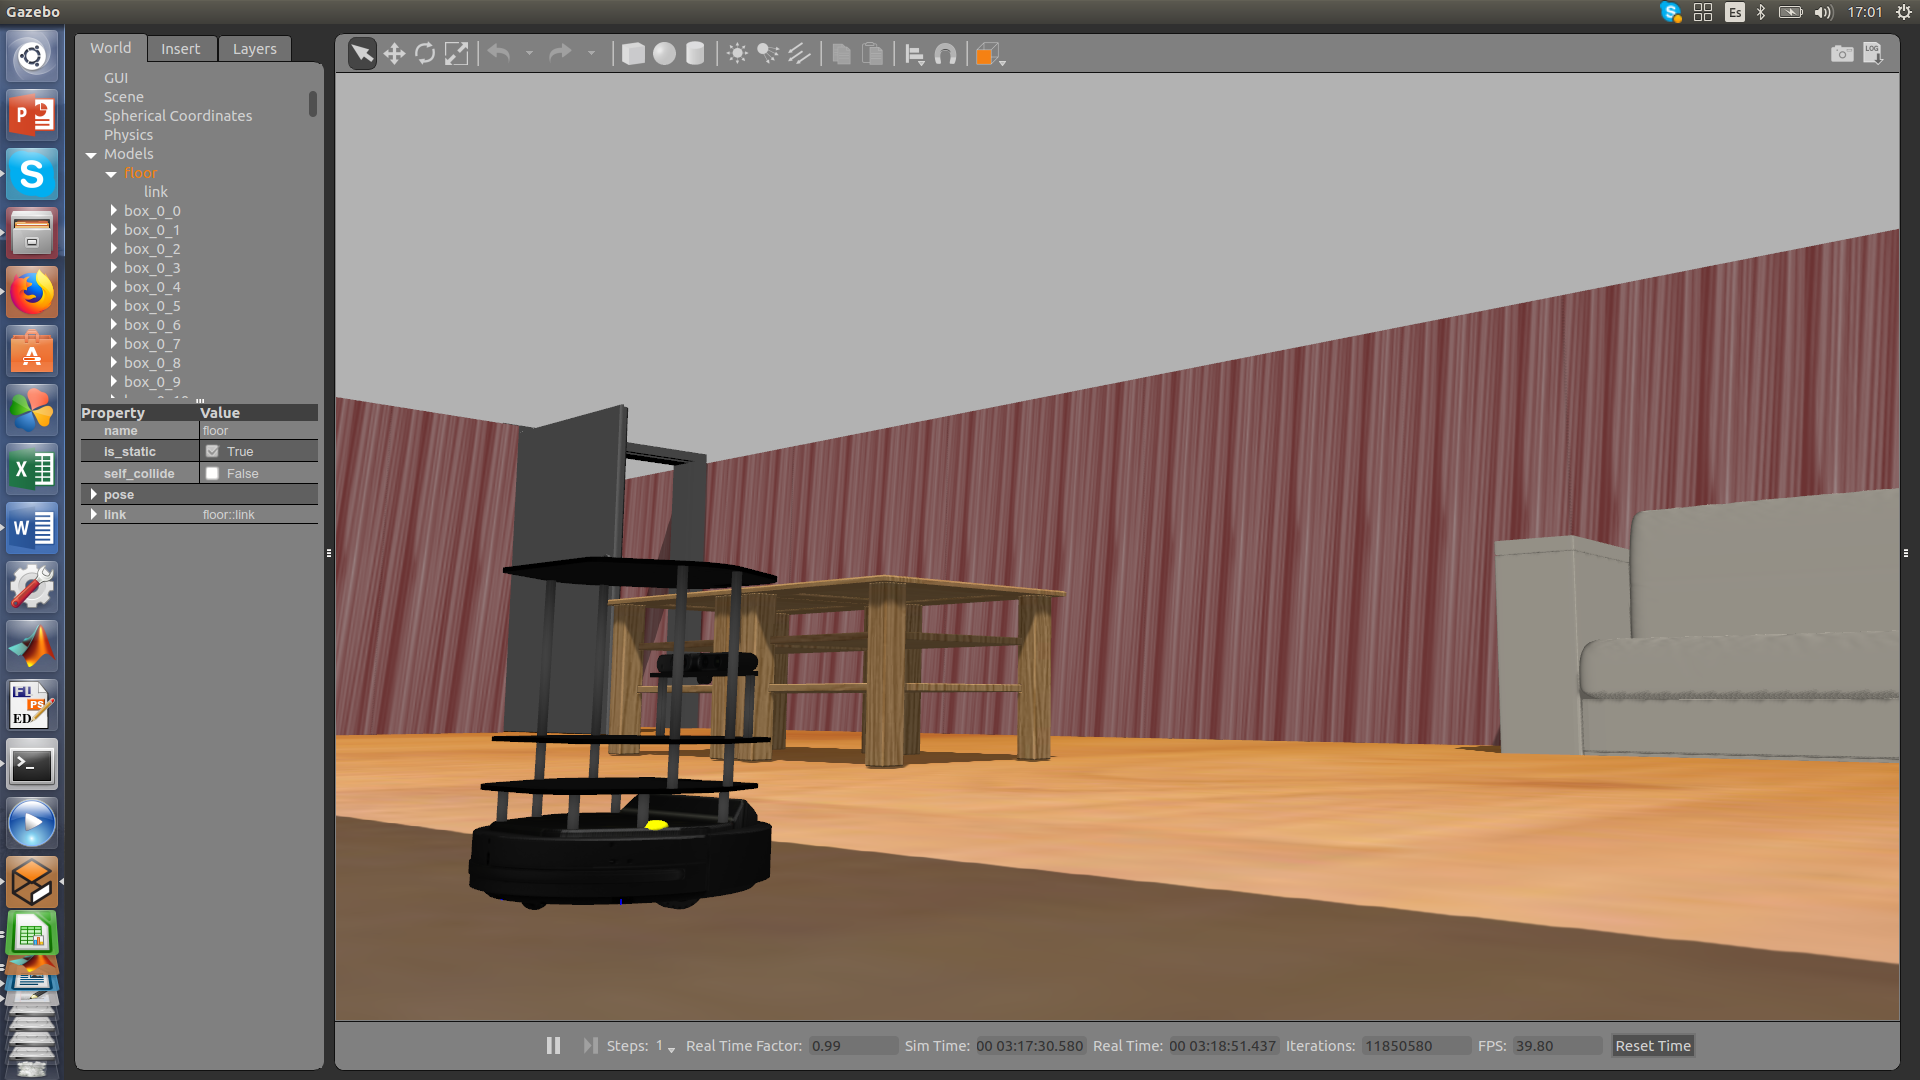 Gazebo
Es
17:01
World
Insert
Layers
GUI
Scene
Spherical Coordinates
Physics
Models
floor
link
box_0_0
box_0_1
box_0_2
box_0_3
box_0_4
box_0_5
box_0_6
box_0_7
box_0_8
box_0_9
Property Value
name floor
is_static True
self_collide False
pose
link floor::link
LOG
Steps: 1 Real Time Factor: 0.99 Sim Time: 00 03:17:30.580 Real Time: 00 03:18:51.437 Iterations: 11850580 FPS: 39.80 Reset Time